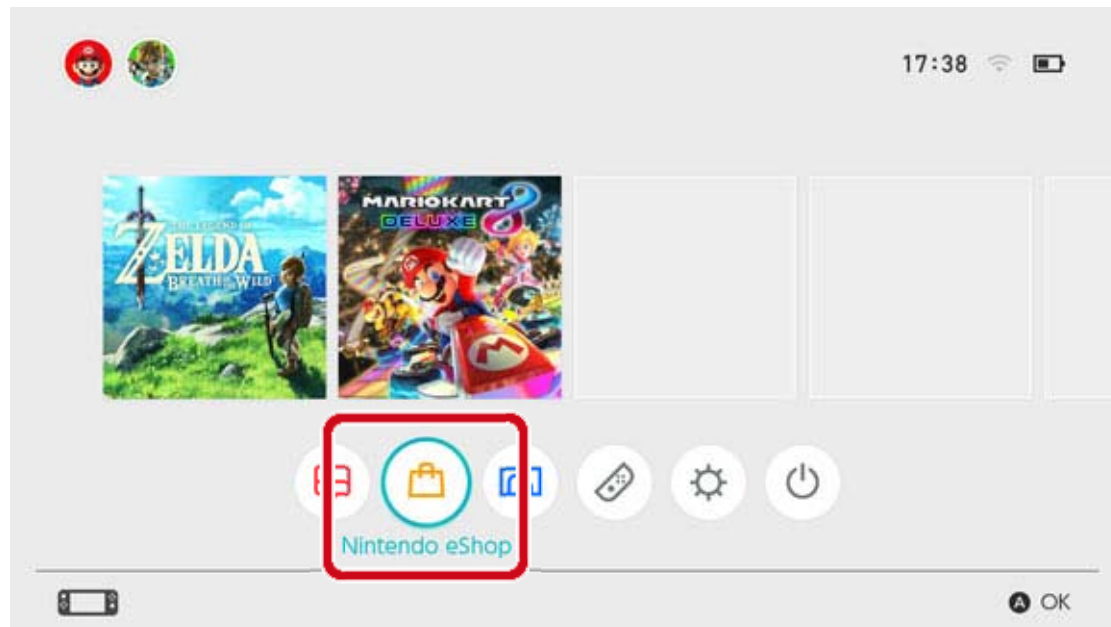 17:38
THE LEGEND OF
ZELDA
BREATH OF THE WILD
MARIOKART 8
DELUXE
M
Nintendo eShop
A OK